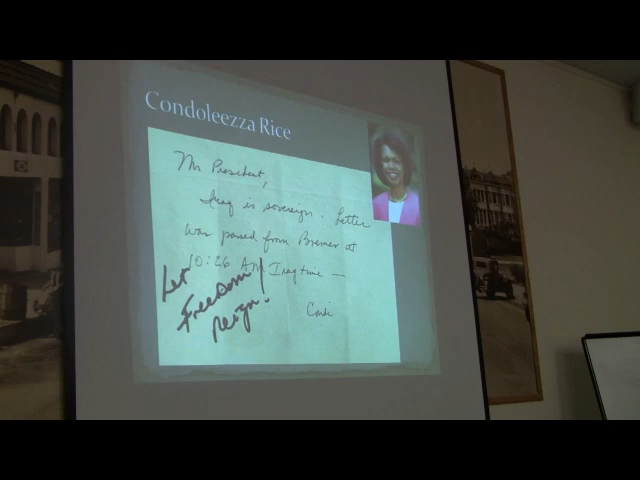 Condoleezza Rice
Mr President,
Iraq is sovereign. Letter
was passed from Bremer at
10:26 AM Iraq time —
Let
Freedom
Reign!
Condi